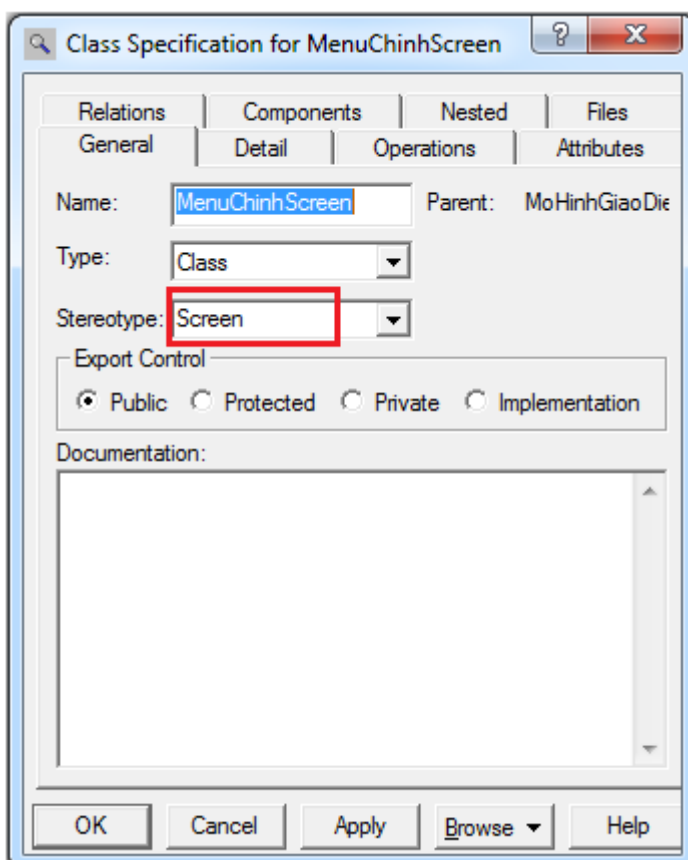 Class Specification for MenuChinhScreen
Relations Components Nested Files
General Detail Operations Attributes
Name: MenuChinhScreen Parent: MoHinhGiaoDie
Type: Class
Stereotype: Screen
Export Control
Public Protected Private Implementation
Documentation:
OK Cancel Apply Browse Help